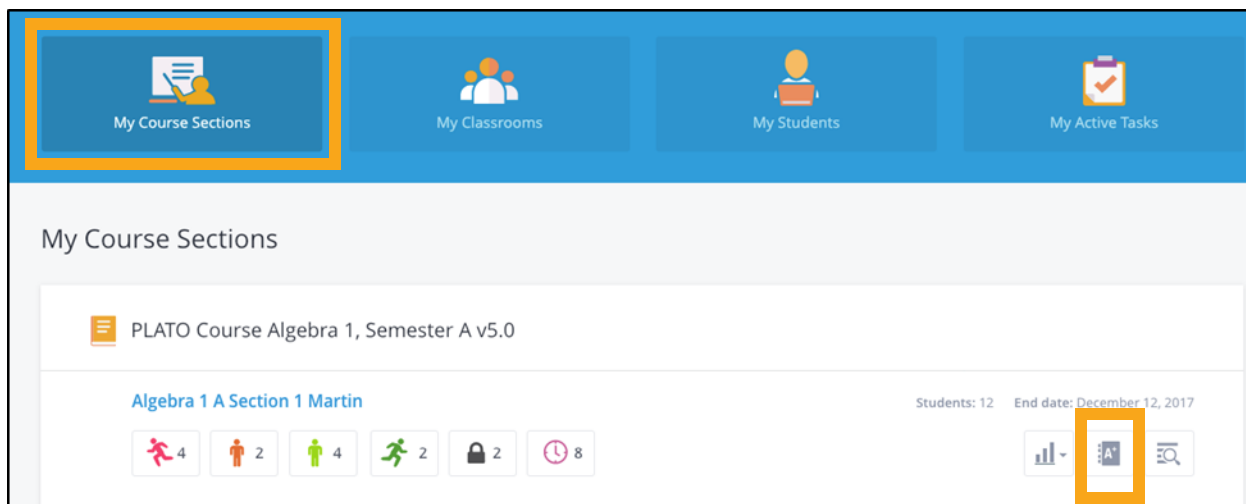 My Course Sections My Classrooms My Students My Active Tasks
My Course Sections
PLATO Course Algebra 1, Semester A v5.0
Algebra 1 A Section 1 Martin Students: 12 End date: December 12, 2017
4 2 4 2 2 8 A+